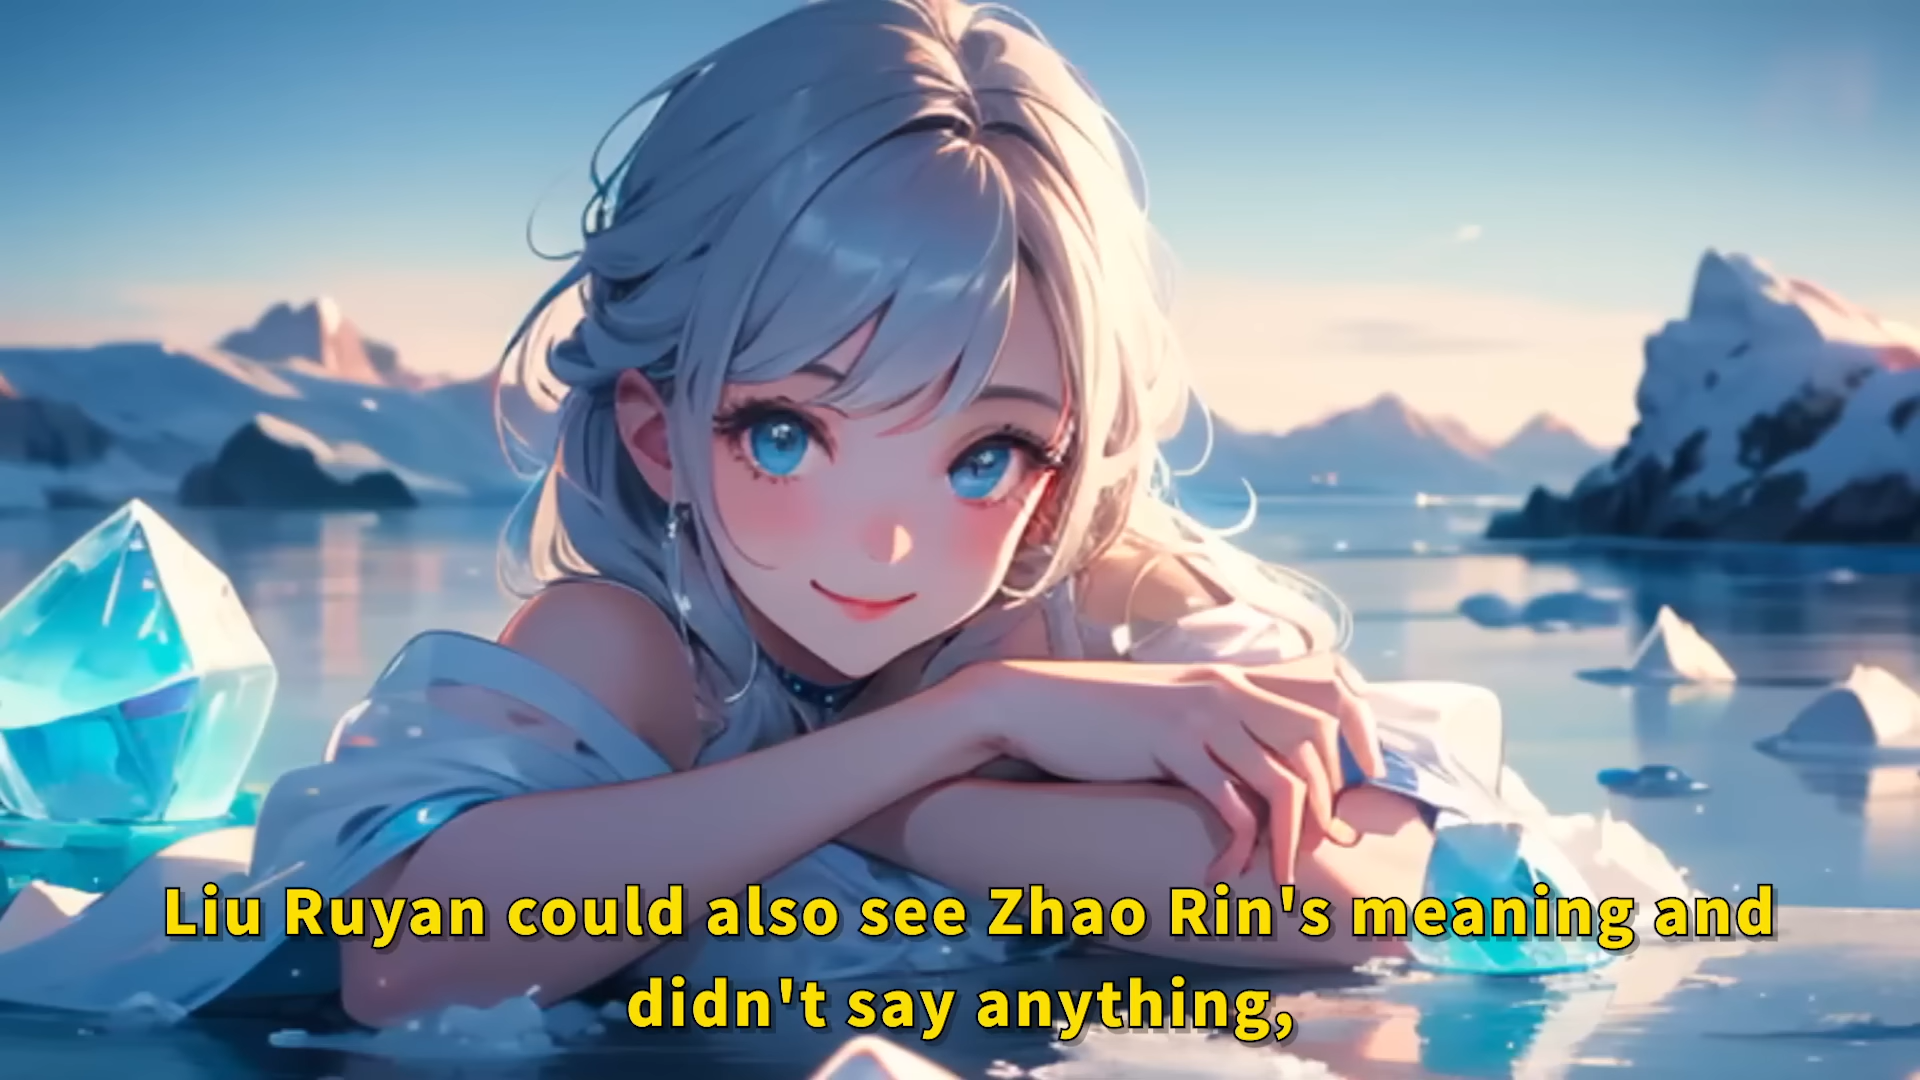 Liu Ruyan could also see Zhao Rin's meaning and
didn't say anything,